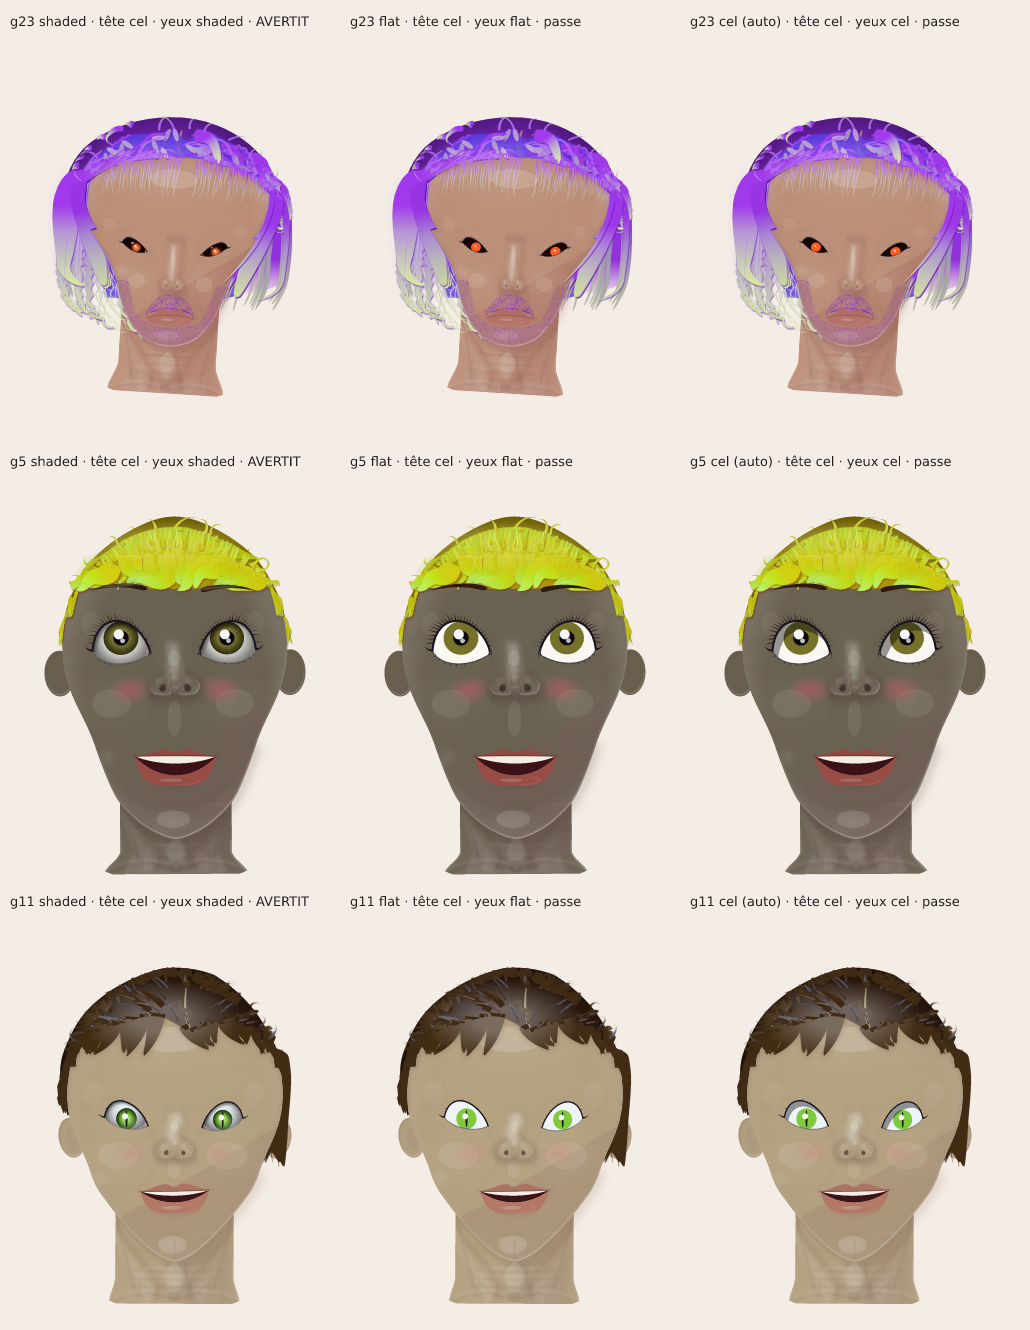 g23 shaded · tête cel · yeux shaded · AVERTIT
g23 flat · tête cel · yeux flat · passe
g23 cel (auto) · tête cel · yeux cel · passe
g5 shaded · tête cel · yeux shaded · AVERTIT
g5 flat · tête cel · yeux flat · passe
g5 cel (auto) · tête cel · yeux cel · passe
g11 shaded · tête cel · yeux shaded · AVERTIT
g11 flat · tête cel · yeux flat · passe
g11 cel (auto) · tête cel · yeux cel · passe